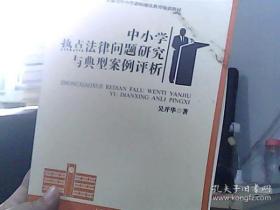 中小学
热点法律问题研究
与典型案例评析
ZHONGXIAOXUE REDIAN FALU WENTI YANJIU
YU DIANXING ANLI PINGXI
吴开华 著
孔夫子旧书网